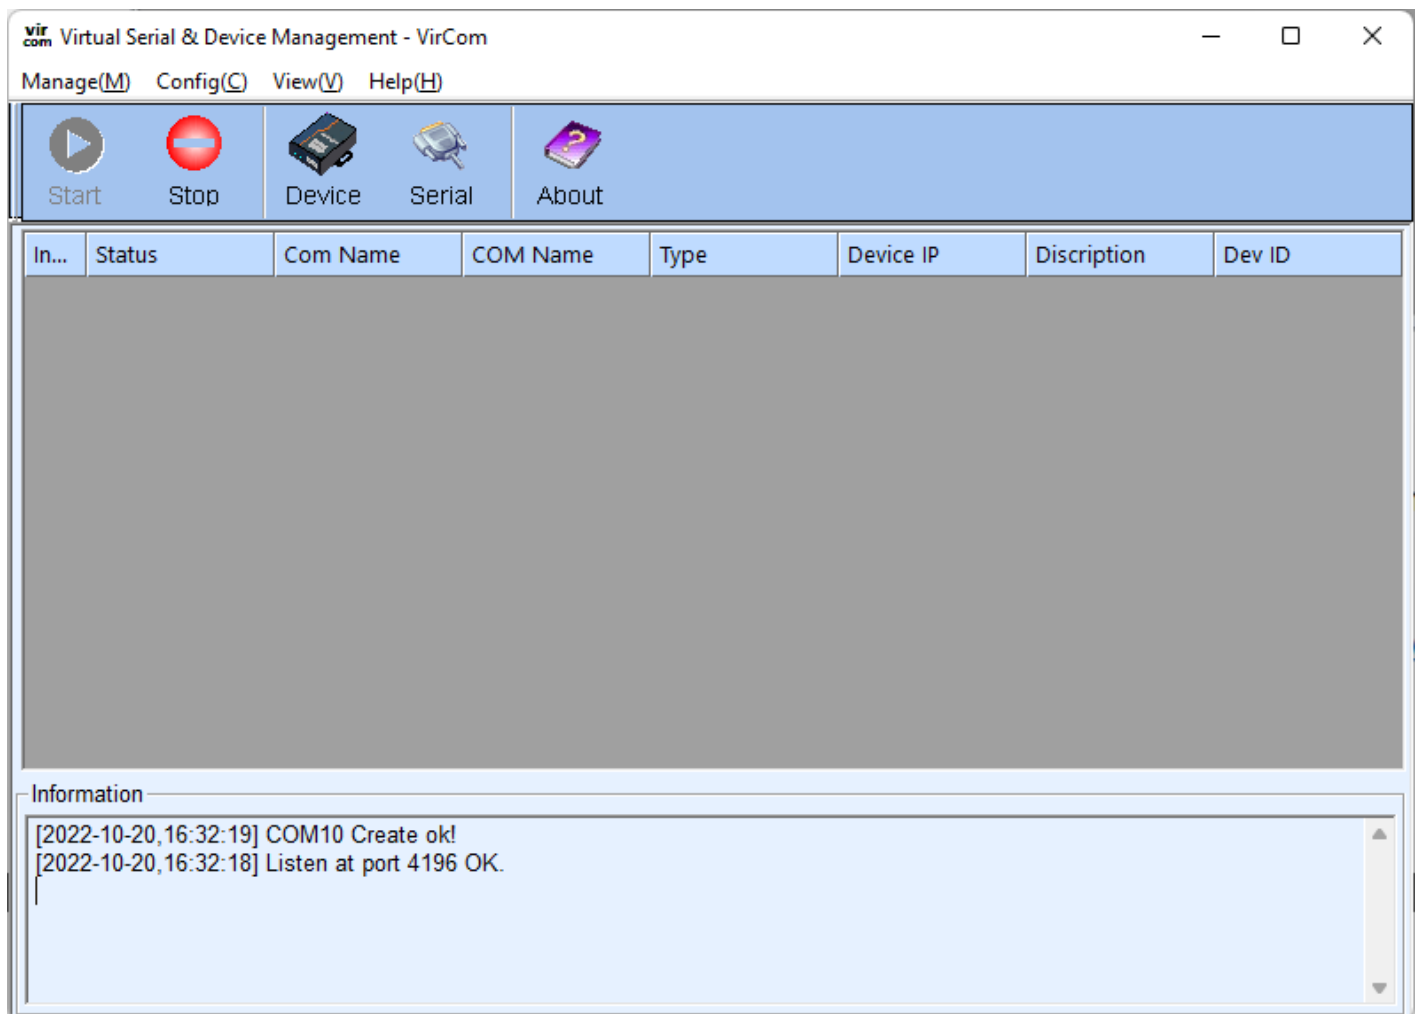 vir com Virtual Serial & Device Management - VirCom
Manage(M) Config(C) View(V) Help(H)
Start Stop Device Serial About
In... Status Com Name COM Name Type Device IP Discription Dev ID
Information
[2022-10-20,16:32:19] COM10 Create ok!
[2022-10-20,16:32:18] Listen at port 4196 OK.